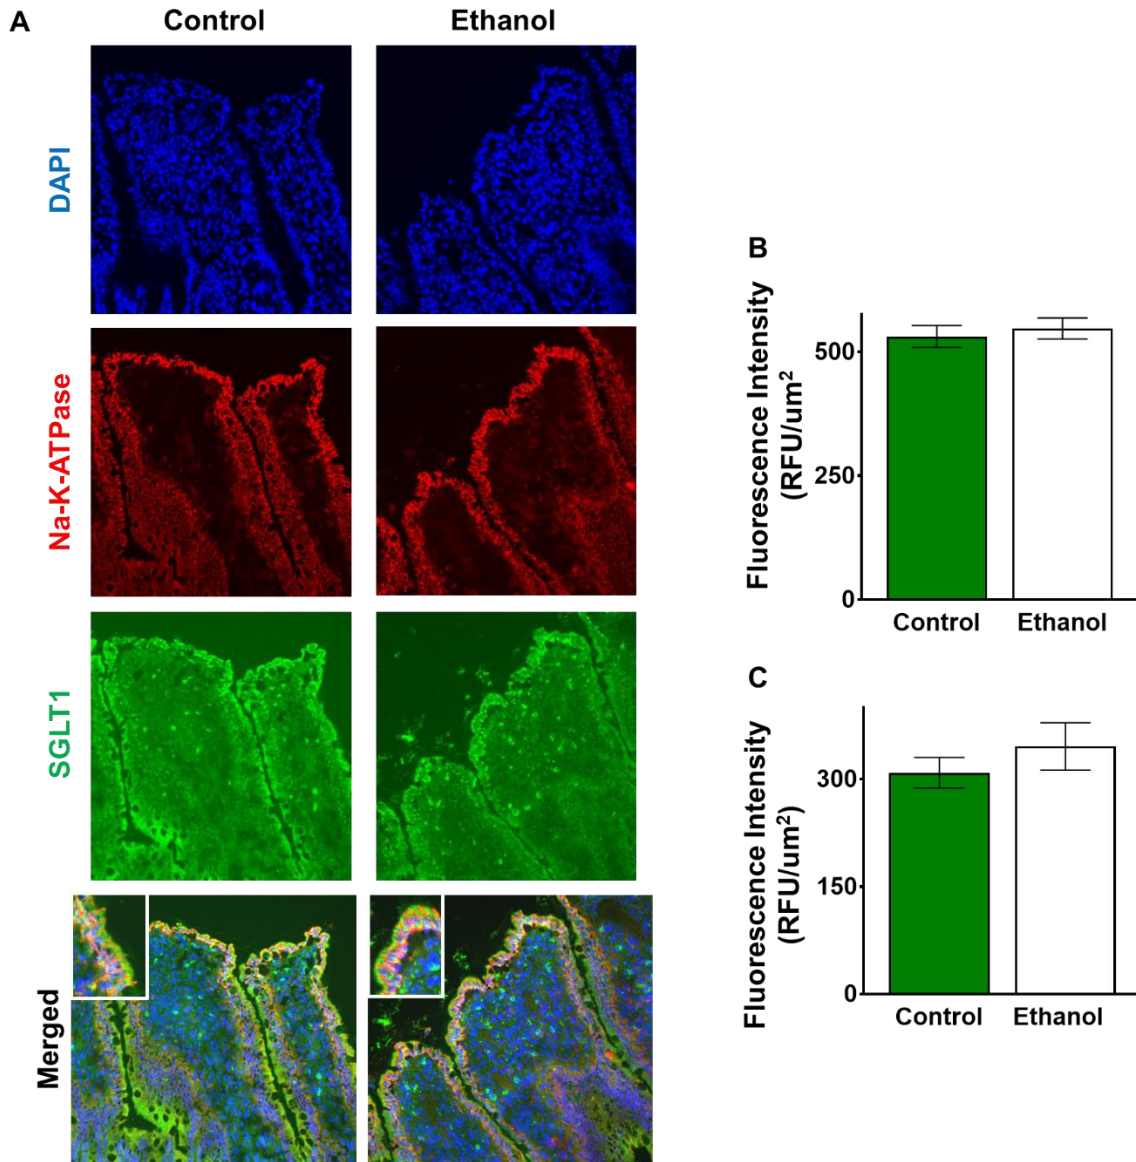 A
Control
Ethanol
DAPI
Na-K-ATPase
SGLT1
Merged
B
Fluorescence Intensity
(RFU/um²
500
250
0
Control
Ethanol
C
Fluorescence Intensity
(RFU/um²)
300
150
0
Control
Ethanol